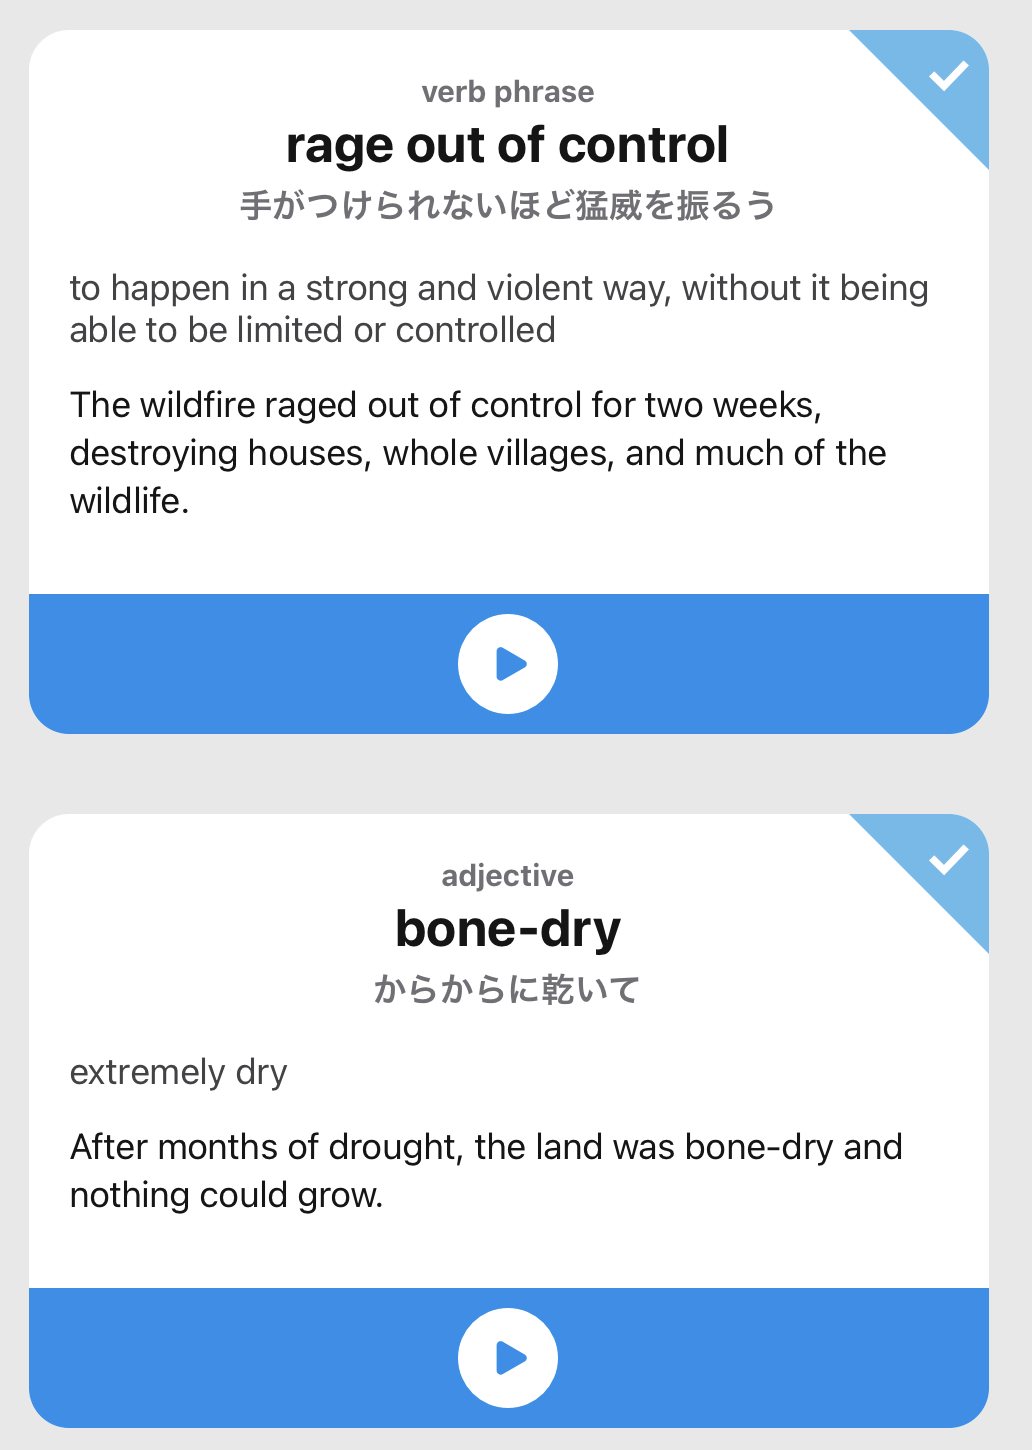 verb phrase
rage out of control
手がつけられないほど猛威を振るう
to happen in a strong and violent way, without it being
able to be limited or controlled
The wildfire raged out of control for two weeks,
destroying houses, whole villages, and much of the
wildlife.
adjective
bone-dry
からからに乾いて
extremely dry
After months of drought, the land was bone-dry and
nothing could grow.